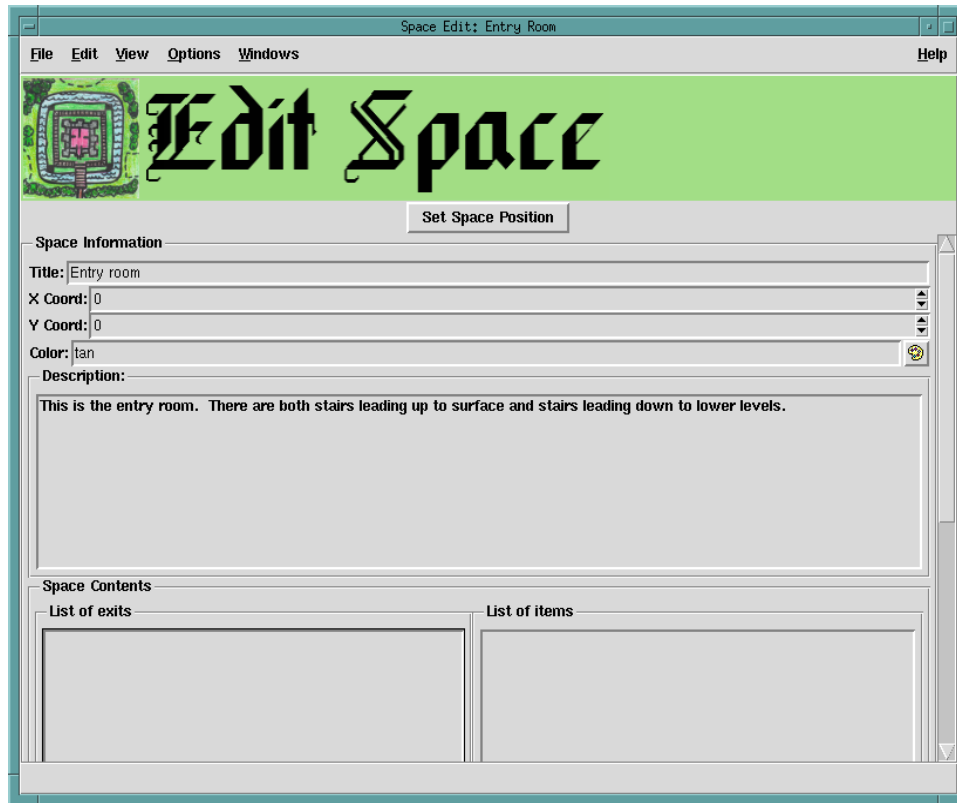 Space Edit: Entry Room
File Edit View Options Windows Help
Edit Space
Set Space Position
Space Information
Title: Entry room
X Coord: 0
Y Coord: 0
Color: tan
Description:
This is the entry room.  There are both stairs leading up to surface and stairs leading down to lower levels.
Space Contents
List of exits List of items